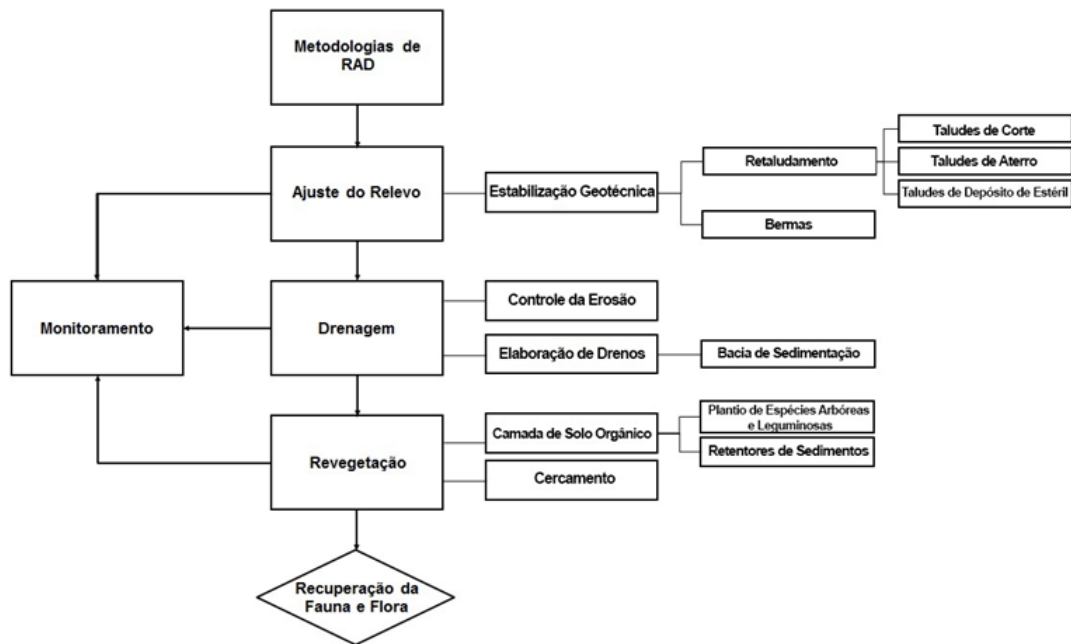 Metodologias de
RAD
Ajuste do Relevo
Estabilização Geotécnica
Retaludamento
Taludes de Corte
Taludes de Aterro
Taludes de Depósito de Estéril
Bermas
Monitoramento
Drenagem
Controle da Erosão
Elaboração de Drenos
Bacia de Sedimentação
Revegetação
Camada de Solo Orgânico
Plantio de Espécies Arbóreas
e Leguminosas
Retentores de Sedimentos
Cercamento
Recuperação da
Fauna e Flora